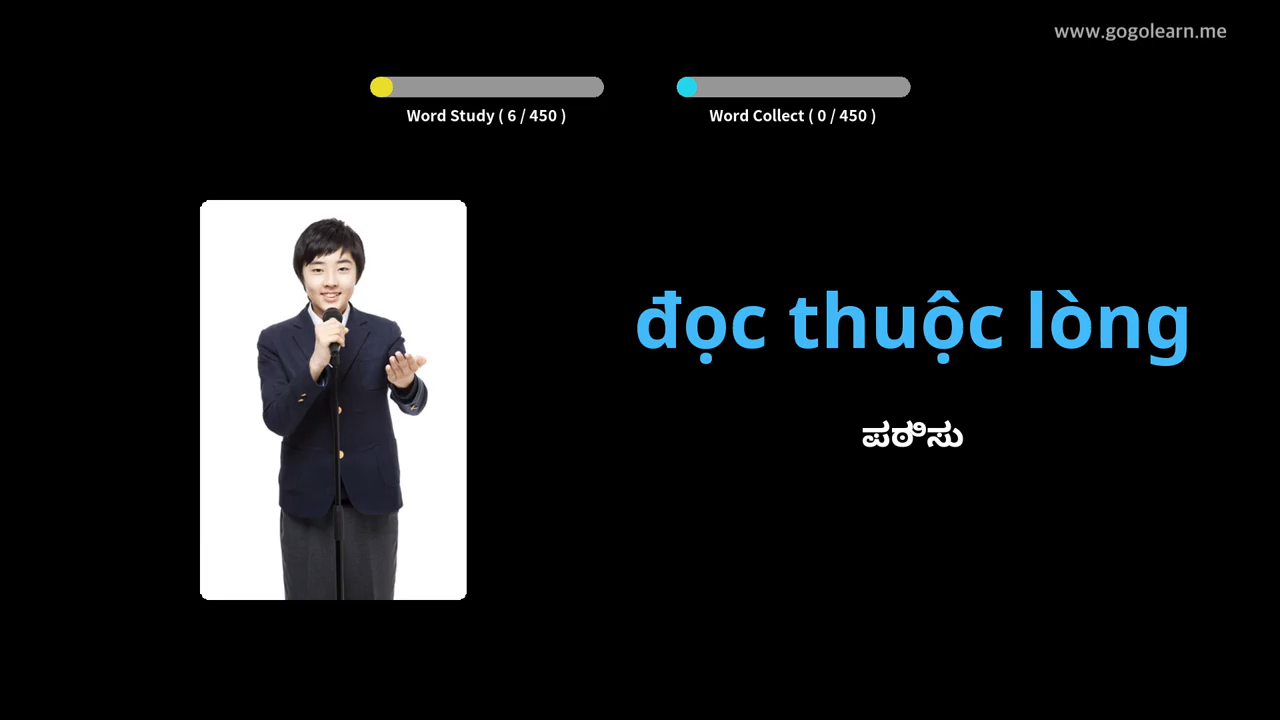 www.gogolearn.me
Word Study ( 6 / 450 )
Word Collect ( 0 / 450 )
đọc thuộc lòng
ಪಠಿಸು